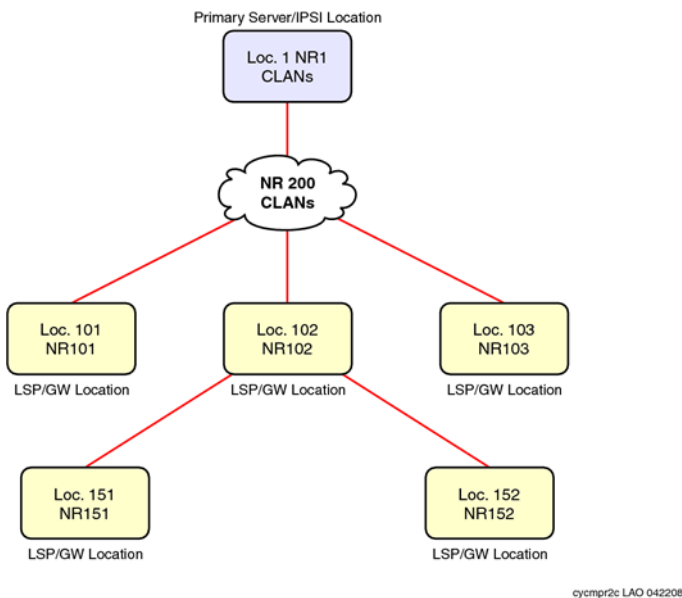 Primary Server/IPSI Location
Loc. 1 NR1
CLANs
NR 200
CLANs
Loc. 101
NR101
LSP/GW Location
Loc. 102
NR102
LSP/GW Location
Loc. 103
NR103
LSP/GW Location
Loc. 151
NR151
LSP/GW Location
Loc. 152
NR152
LSP/GW Location
cycmpr2c LAO 042208